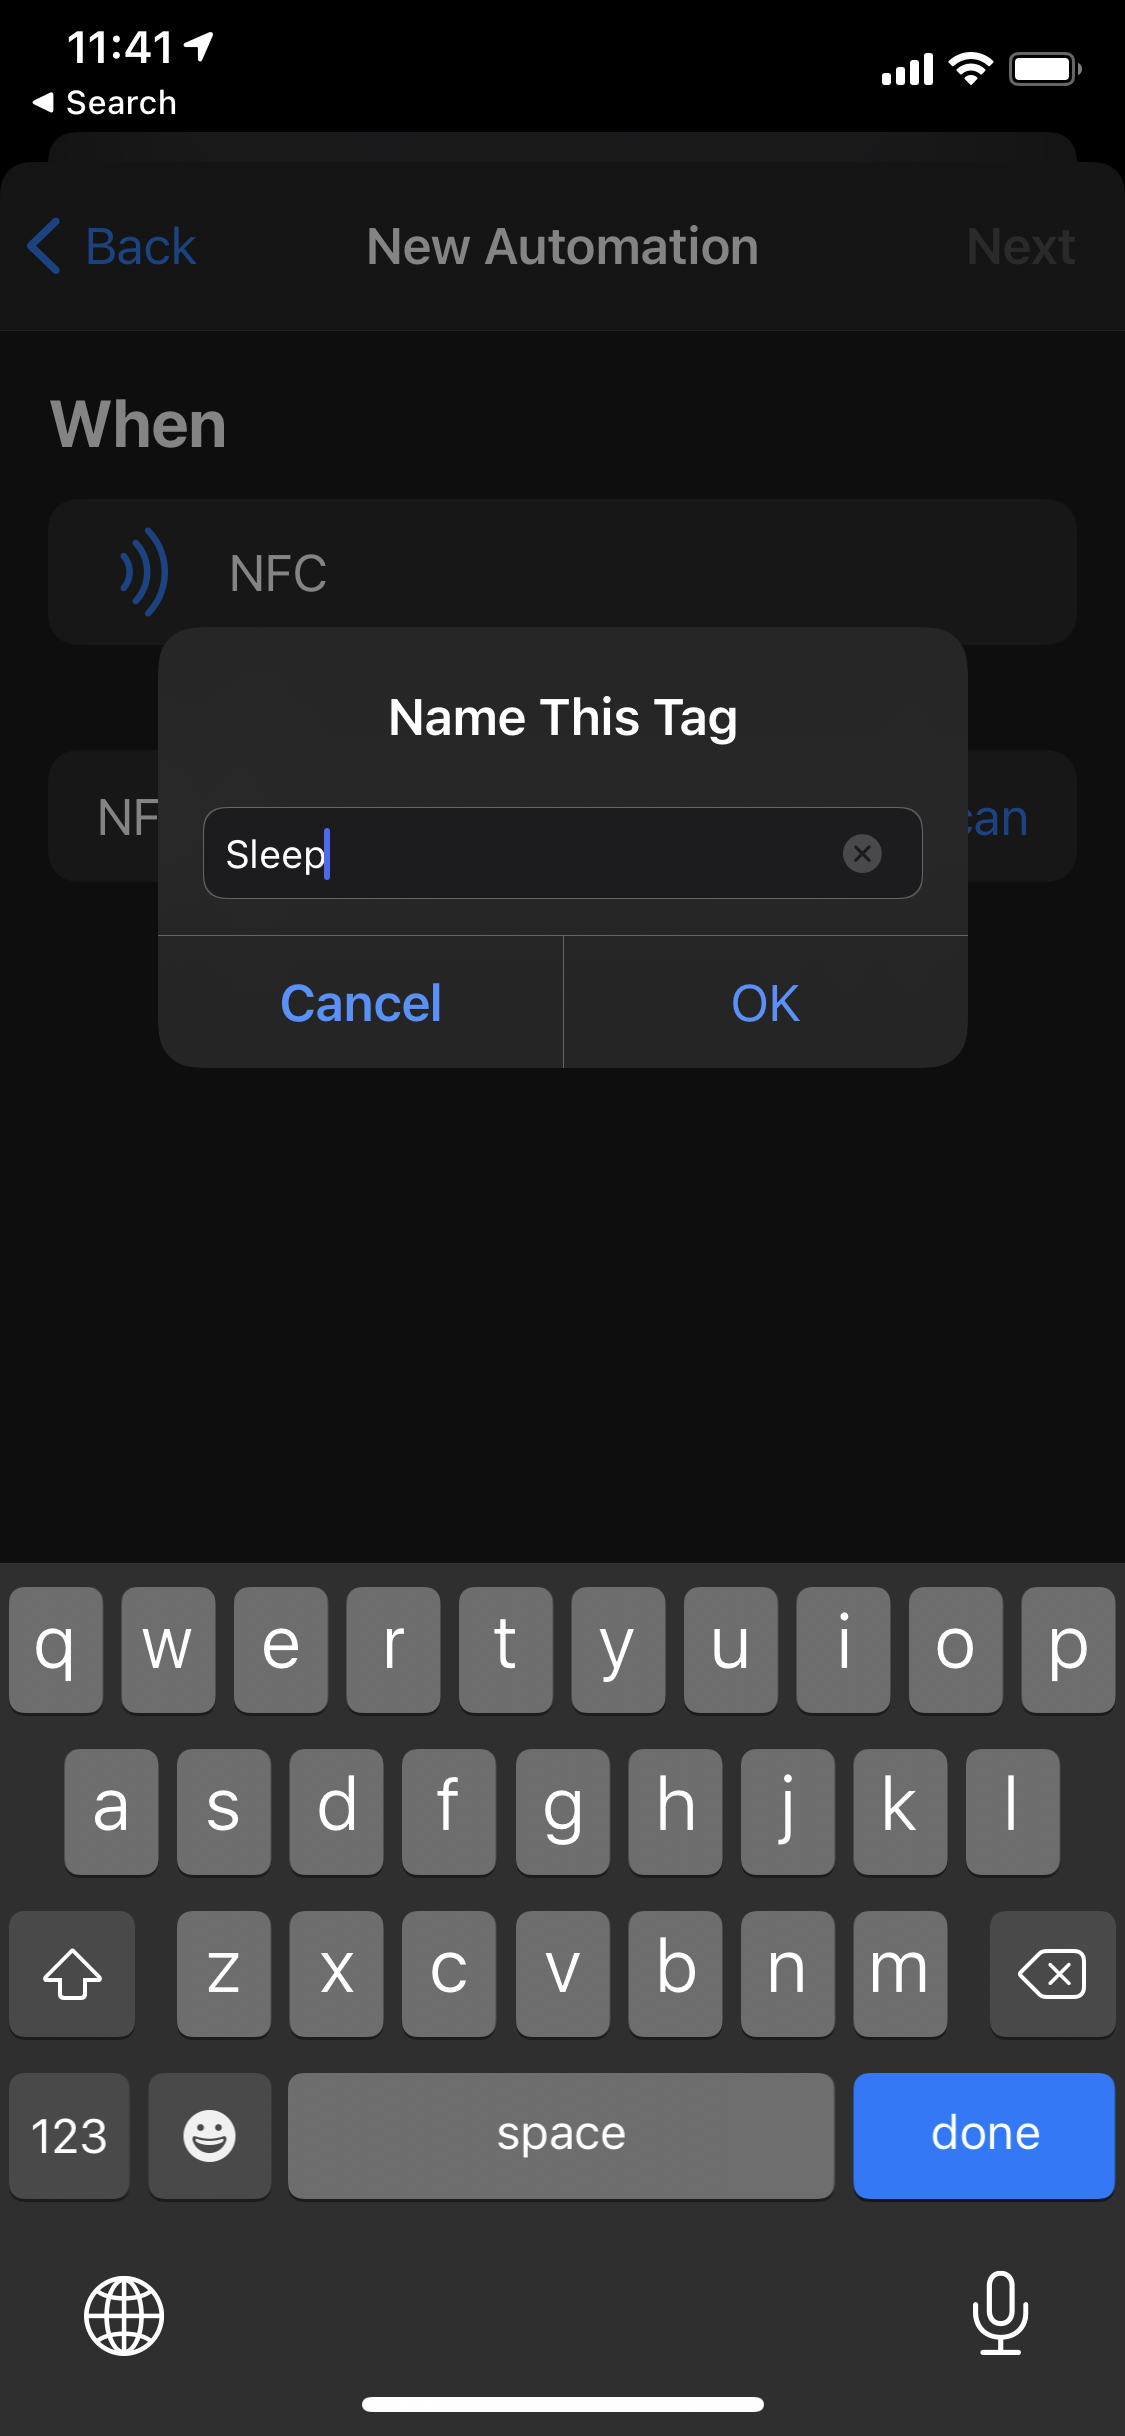 11:41
Search
Back
New Automation
Next
When
NFC
Name This Tag
NF
can
Sleep
Cancel
OK
q w e r t y u i o p
a s d f g h j k l
z x c v b n m
123
space
done